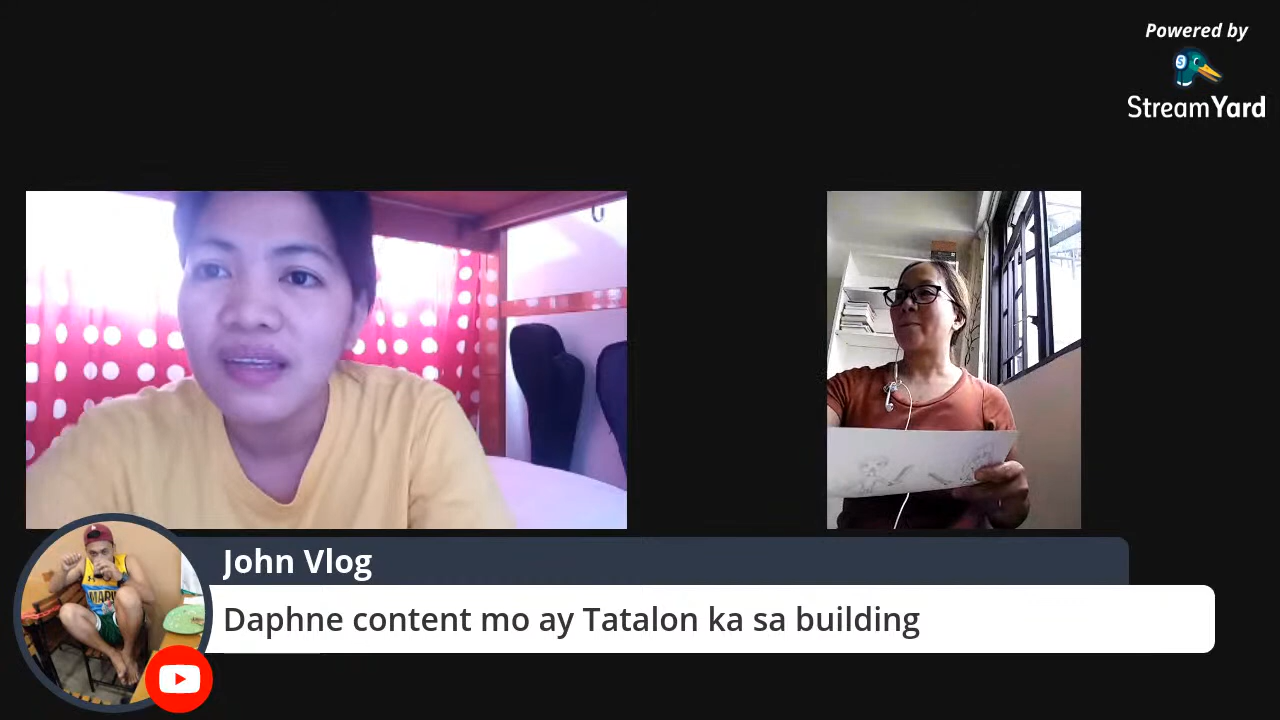 Powered by
StreamYard
John Vlog
Daphne content mo ay Tatalon ka sa building